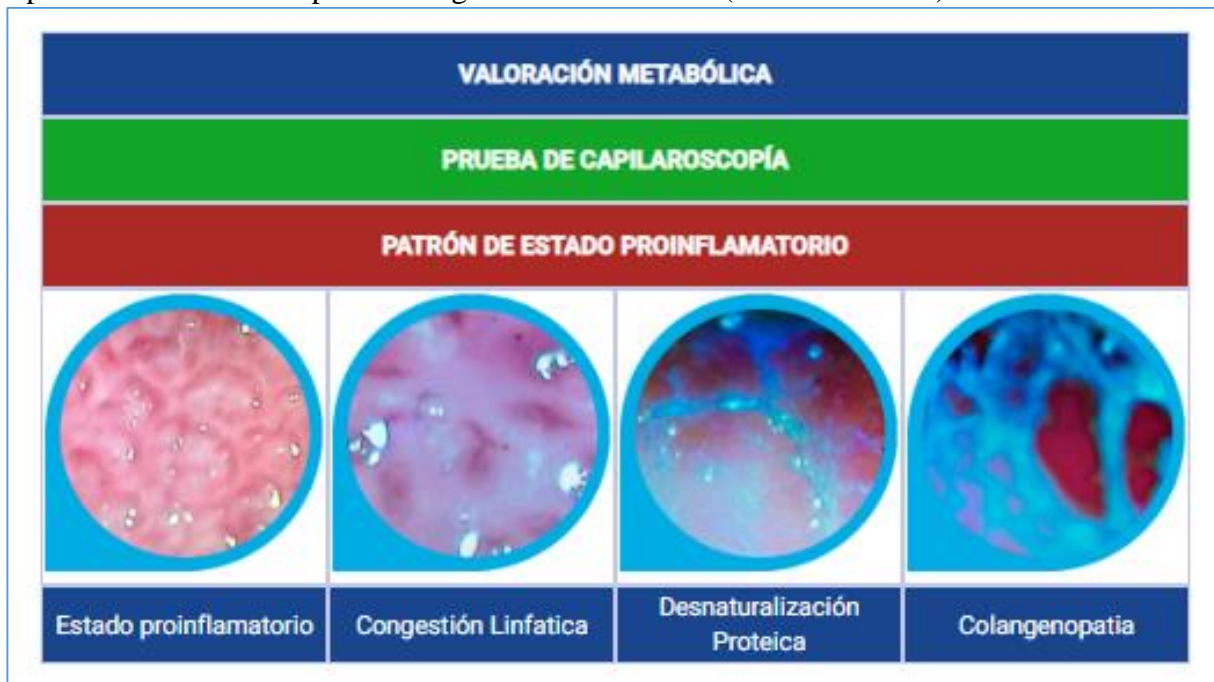 VALORACIÓN METABÓLICA
PRUEBA DE CAPILAROSCOPÍA
PATRÓN DE ESTADO PROINFLAMATORIO
Estado proinflamatorio
Congestión Linfatica
Desnaturalización
Proteica
Colangenopatia